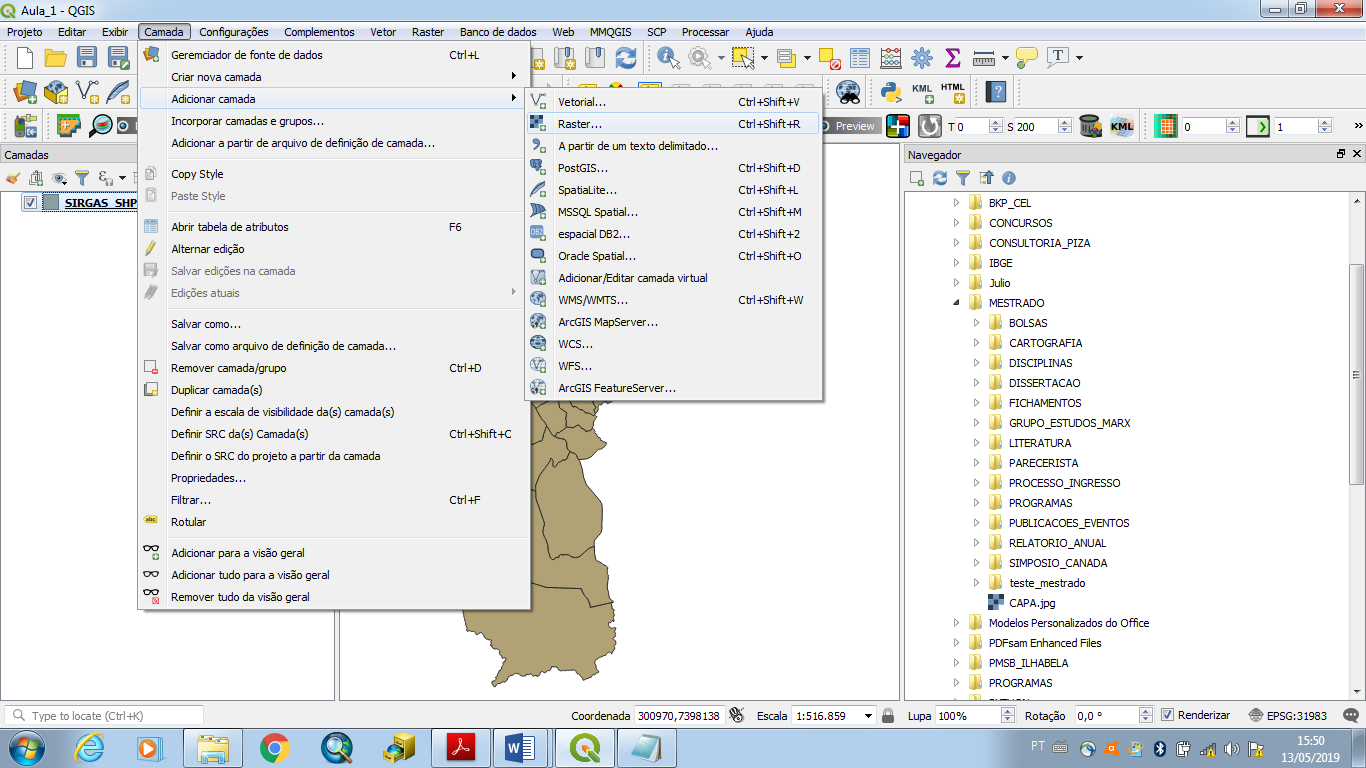 Aula_1 - QGIS
Projeto Editar Exibir Camada Configurações Complementos Vetor Raster Banco de dados Web MMQGIS SCP Processar Ajuda
Geremciador de fonte de dados Ctrl+L
Criar nova camada
Adicionar camada
Incorporar camadas e grupos...
Adicionar a partir de arquivo de definição de camada...
Copy Style
Paste Style
Abrir tabela de atributos F6
Alternar edição
Salvar edições na camada
Edições atuais
Salvar como...
Salvar como arquivo de definição de camada...
Remover camada/grupo Ctrl+D
Duplicar camada(s)
Definir a escala de visibilidade da(s) camada(s)
Definir SRC da(s) Camada(s) Ctrl+Shift+C
Definir o SRC do projeto a partir da camada
Propriedades...
Filtrar... Ctrl+F
abc Rotular
Adicionar para a visão geral
Adicionar tudo para a visão geral
Remover tudo da visão geral
Vetorial... Ctrl+Shift+V
Raster... Ctrl+Shift+R
A partir de um texto delimitado...
PostGIS... Ctrl+Shift+D
SpatiaLite... Ctrl+Shift+L
MSSQL Spatial... Ctrl+Shift+M
DB2 espacial DB2... Ctrl+Shift+2
Oracle Spatial... Ctrl+Shift+O
Adicionar/Editar camada virtual
WMS/WMTS... Ctrl+Shift+W
ArcGIS MapServer...
WCS...
WFS...
ArcGIS FeatureServer...
KML HTML
Preview T 0 S 200 KML 0 1
Camadas
SIRGAS_SHP
Navegador
BKP_CEL
CONCURSOS
CONSULTORIA_PIZA
IBGE
Julio
MESTRADO
BOLSAS
CARTOGRAFIA
DISCIPLINAS
DISSERTACAO
FICHAMENTOS
GRUPO_ESTUDOS_MARX
LITERATURA
PARECERISTA
PROCESSO_INGRESSO
PROGRAMAS
PUBLICACOES_EVENTOS
RELATORIO_ANUAL
SIMPOSIO_CANADA
teste_mestrado
CAPA.jpg
Modelos Personalizados do Office
PDFsam Enhanced Files
PMSB_ILHABELA
PROGRAMAS
Type to locate (Ctrl+K) Coordenada 300970,7398138 Escala 1:516.859 Lupa 100% Rotação 0,0 ° Renderizar EPSG:31983
PT 15:50
13/05/2019